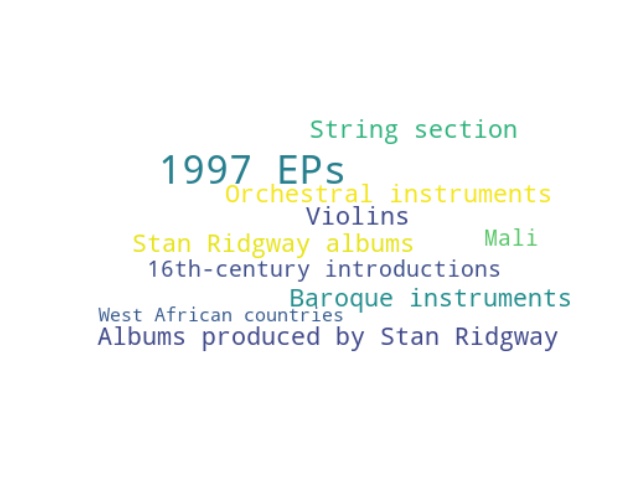 String section
1997 EPs
Orchestral instruments
Violins
Stan Ridgway albums
Mali
16th-century introductions
Baroque instruments
West African countries
Albums produced by Stan Ridgway